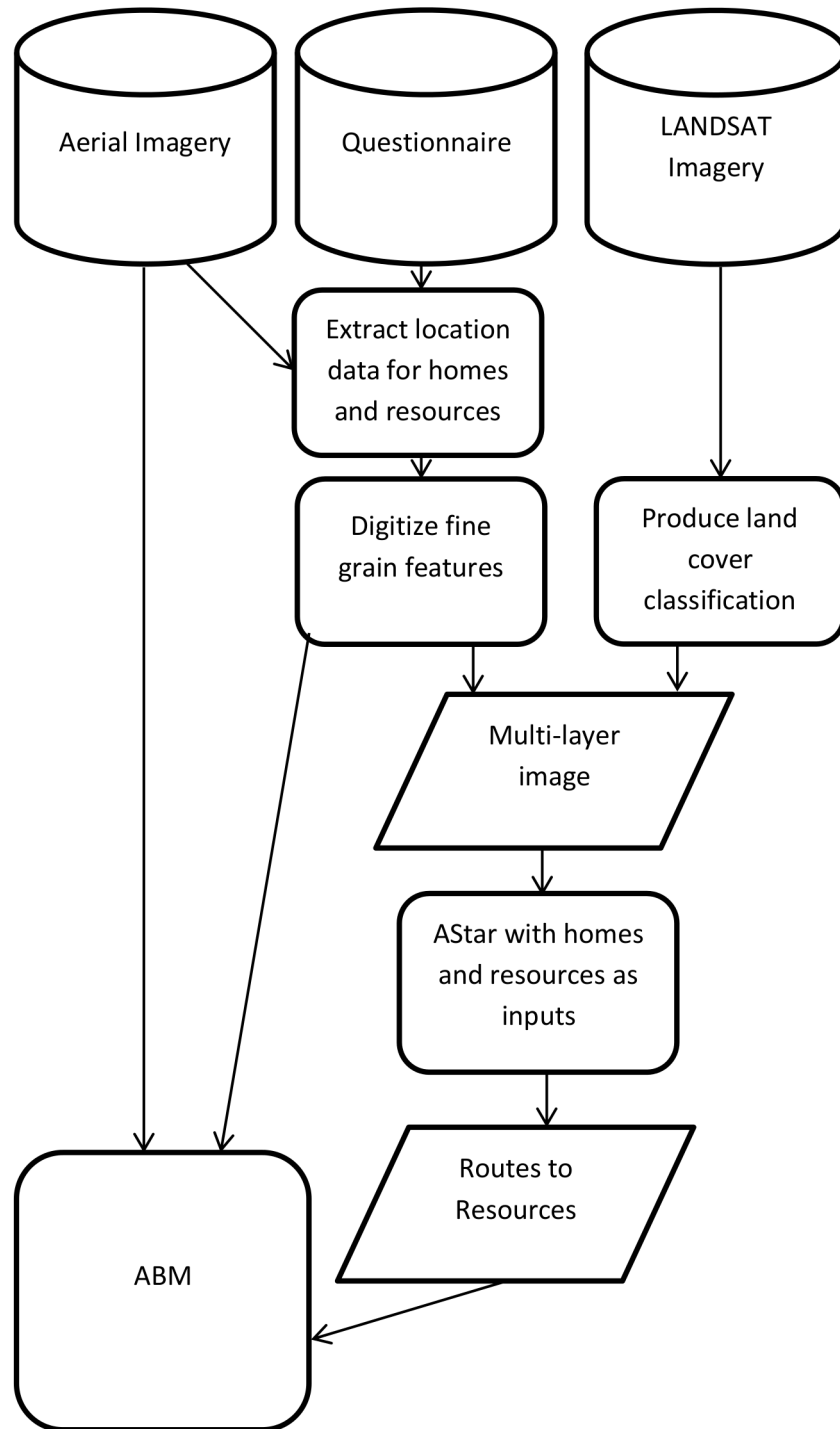 Aerial Imagery
Questionnaire
LANDSAT
Imagery
Extract location
data for homes
and resources
Digitize fine
grain features
Produce land
cover
classification
Multi-layer
image
AStar with homes
and resources as
inputs
Routes to
Resources
ABM